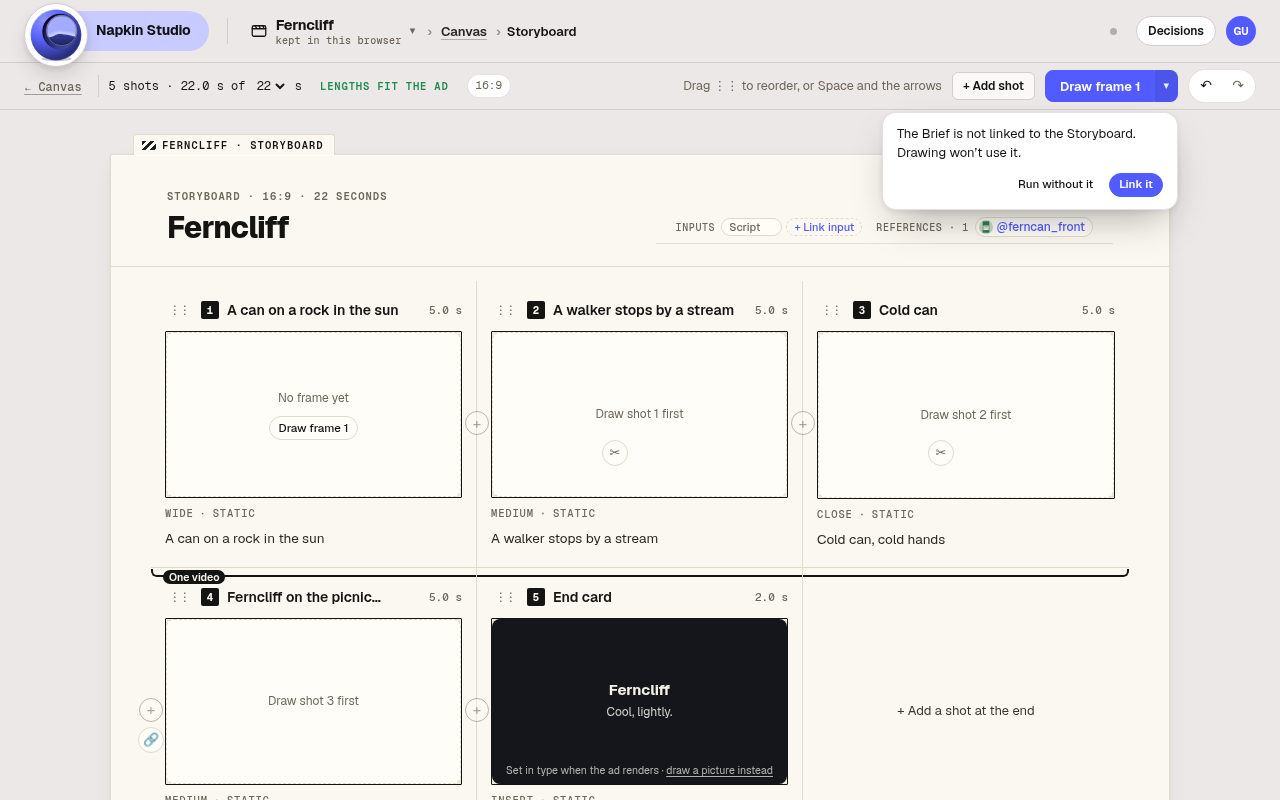 Napkin Studio
Ferncliff
kept in this browser
▾ › Canvas › Storyboard
Decisions
GU
← Canvas
5 shots · 22.0 s of 22 s
LENGTHS FIT THE AD
16:9
Drag ⋮⋮ to reorder, or Space and the arrows
+ Add shot
Draw frame 1
The Brief is not linked to the Storyboard.
Drawing won't use it.
Run without it
Link it
FERNCLIFF · STORYBOARD
STORYBOARD · 16:9 · 22 SECONDS
Ferncliff
INPUTS Script + Link input REFERENCES · 1 @ferncan_front
1 A can on a rock in the sun 5.0 s
2 A walker stops by a stream 5.0 s
3 Cold can 5.0 s
No frame yet
Draw frame 1
Draw shot 1 first
Draw shot 2 first
WIDE · STATIC
A can on a rock in the sun
MEDIUM · STATIC
A walker stops by a stream
CLOSE · STATIC
Cold can, cold hands
One video
4 Ferncliff on the picnic… 5.0 s
5 End card 2.0 s
Draw shot 3 first
Ferncliff
Cool, lightly.
Set in type when the ad renders · draw a picture instead
+ Add a shot at the end
MEDIUM · STATIC
INSERT · STATIC